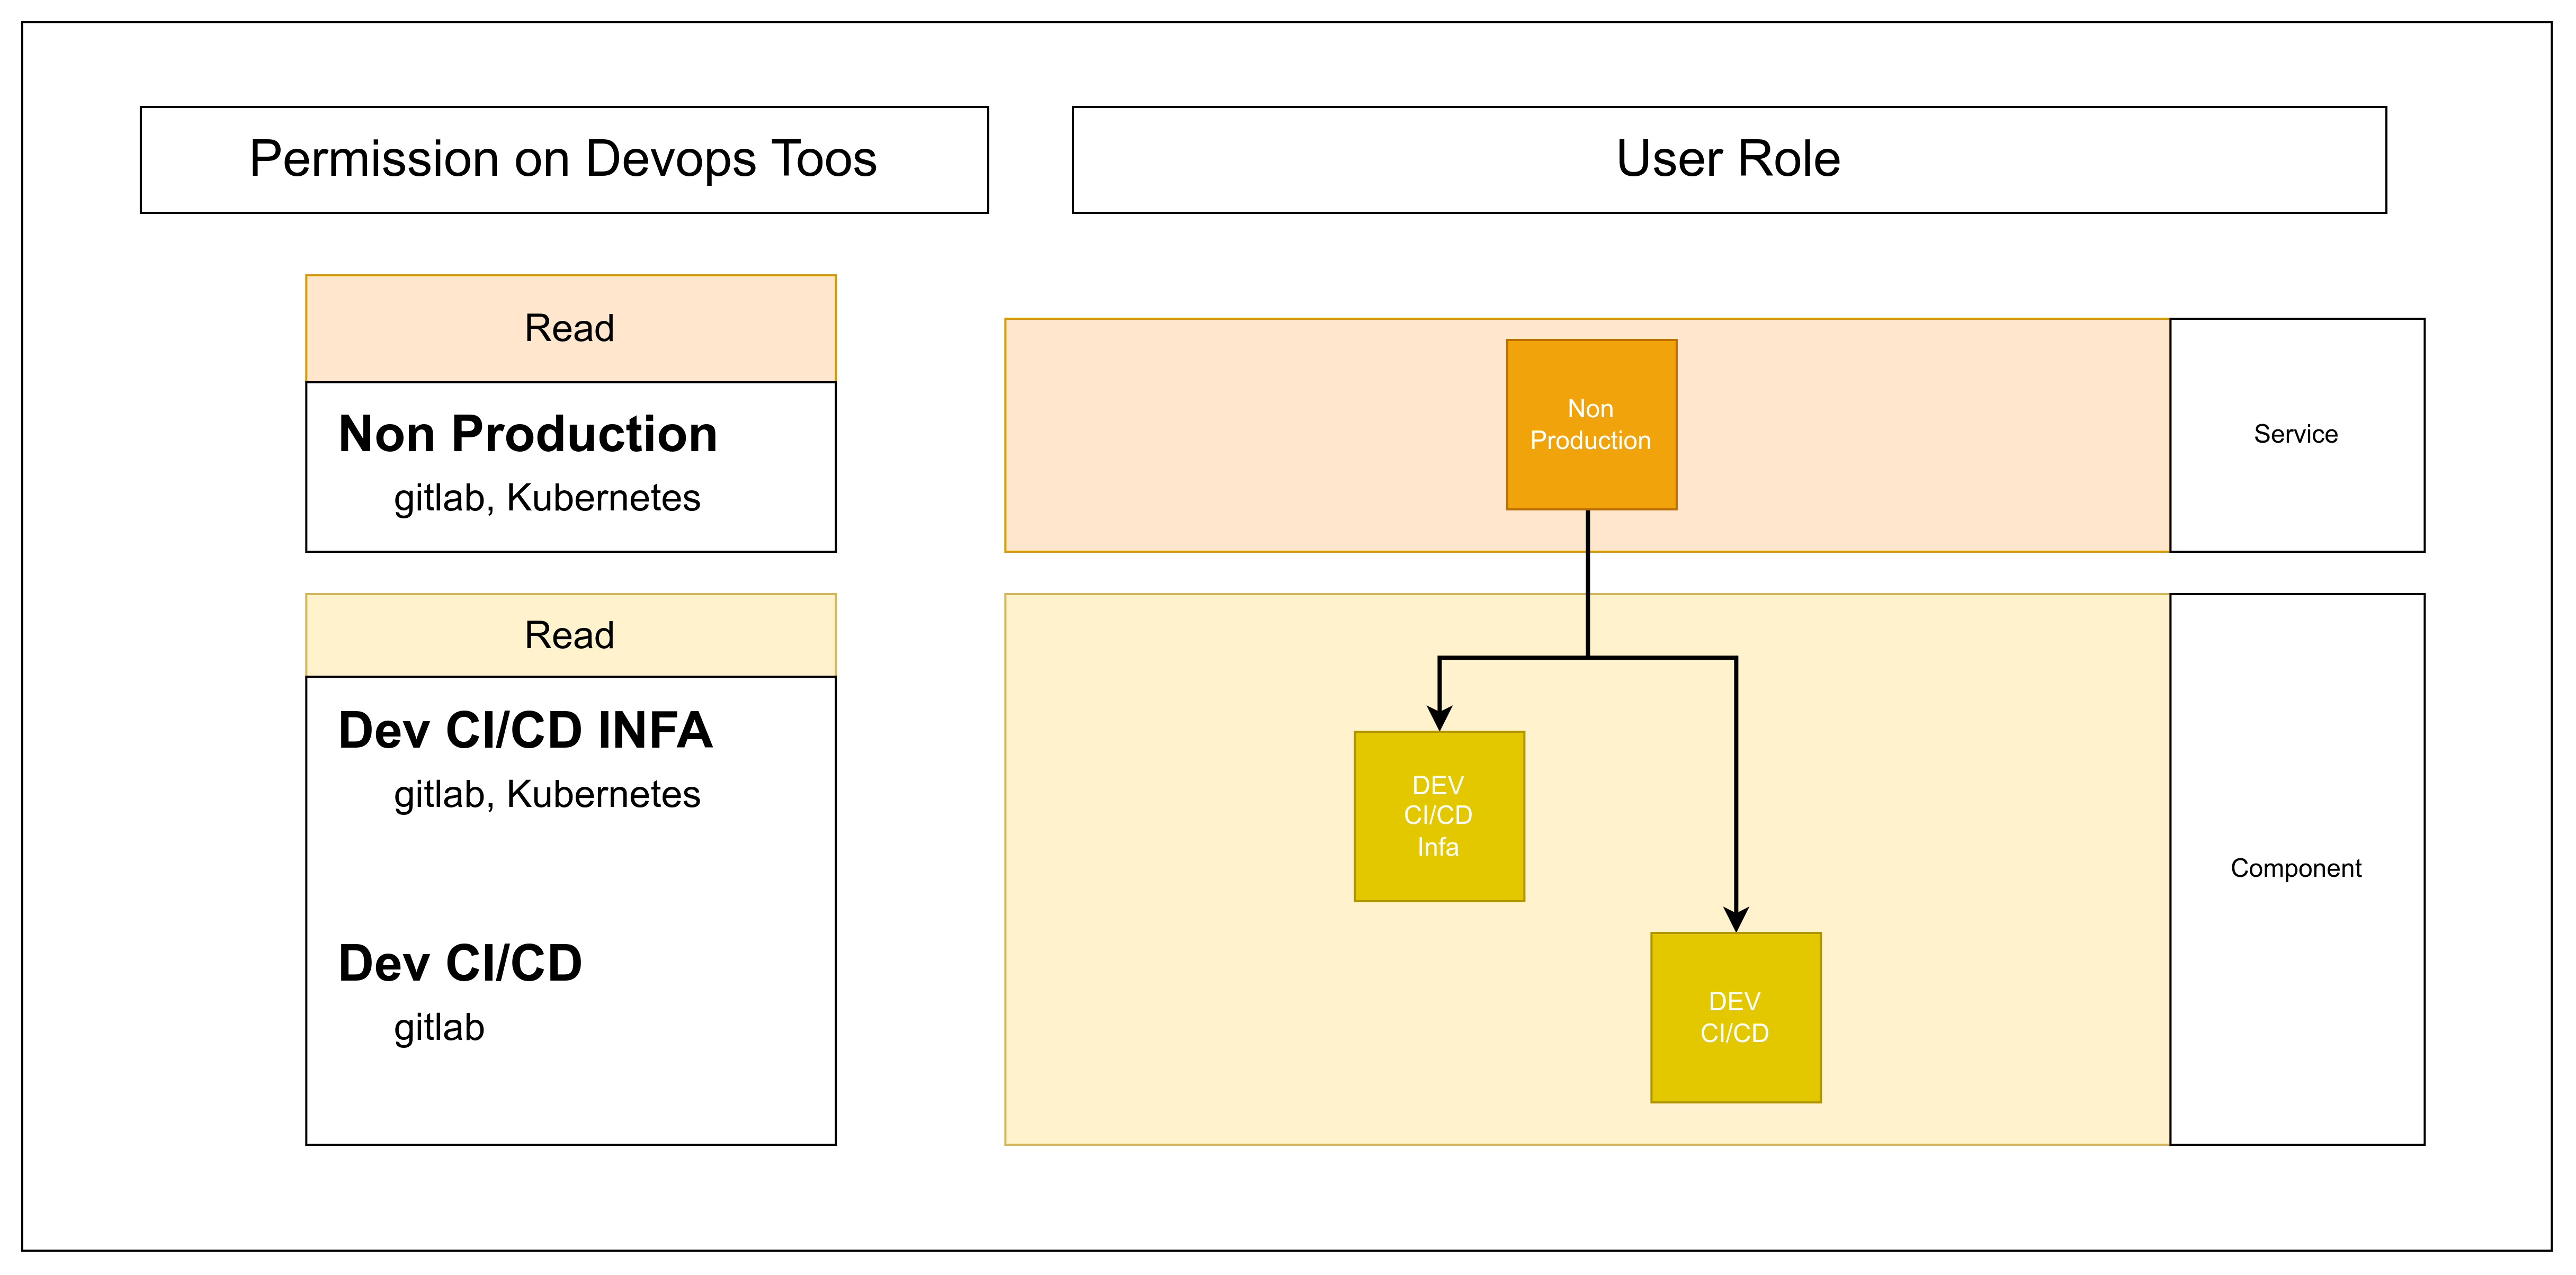 Permission on Devops Toos
User Role
Read
Non Production
gitlab, Kubernetes
Non
Production
Service
Read
Dev CI/CD INFA
gitlab, Kubernetes
Dev CI/CD
gitlab
DEV
CI/CD
Infa
DEV
CI/CD
Component